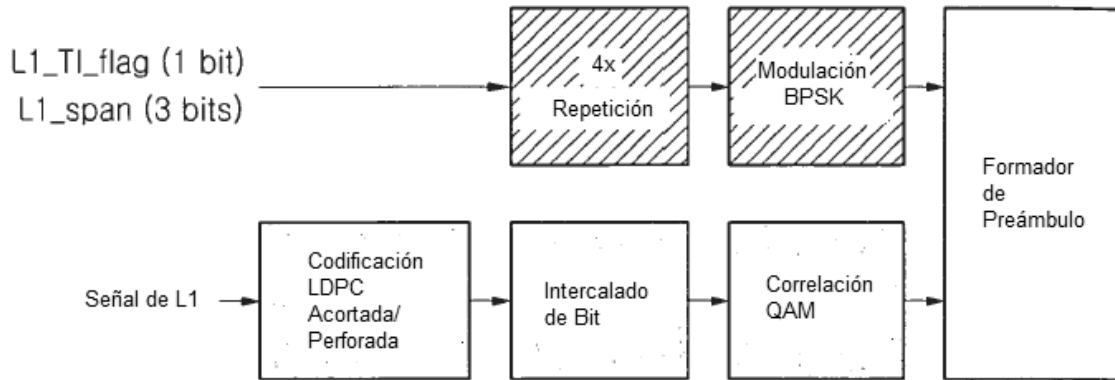 L1_TI_flag (1 bit)
L1_span (3 bits)
4x
Repetición
Modulación
BPSK
Formador
de
Preámbulo
Señal de L1
Codificación
LDPC
Acortada/
Perforada
Intercalado
de Bit
Correlación
QAM